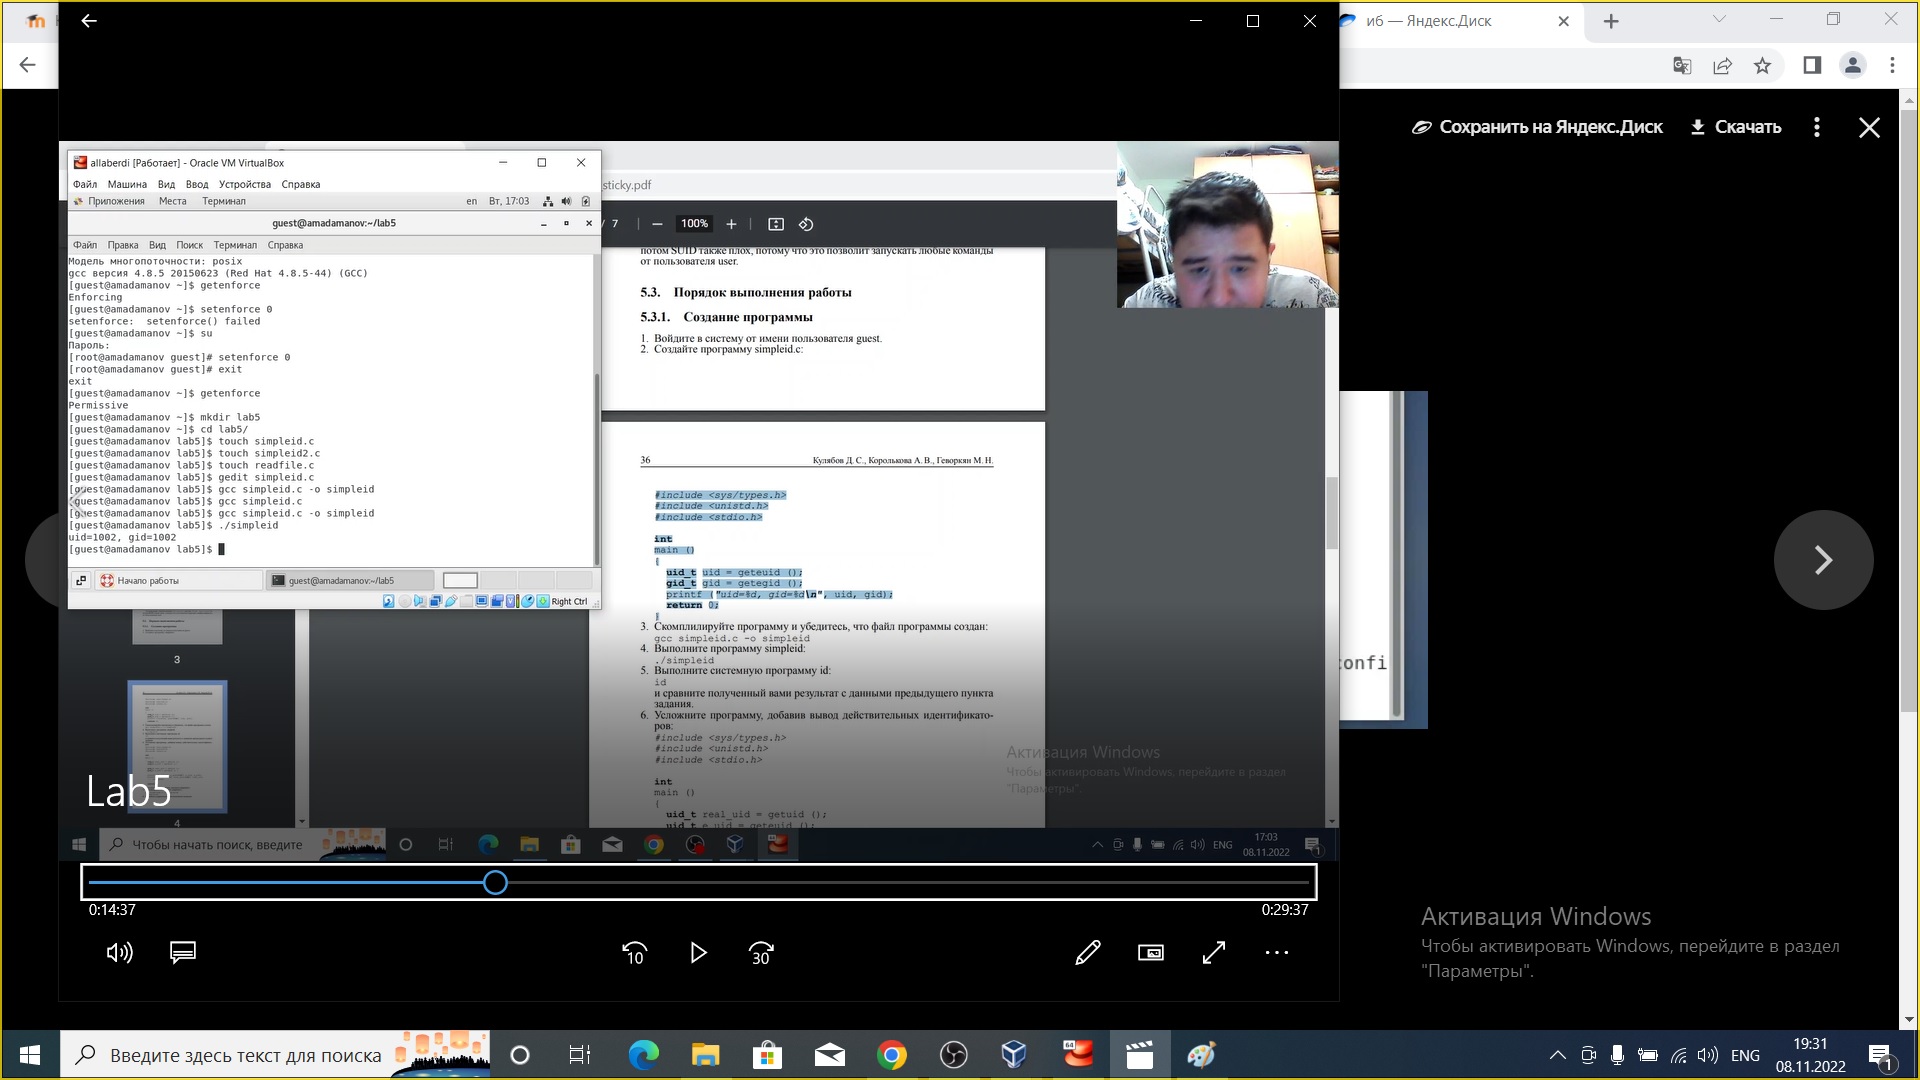 иб — Яндекс.Диск
Сохранить на Яндекс.Диск
Скачать
allaberdi [Работает] - Oracle VM VirtualBox
Файл Машина Вид Ввод Устройства Справка
Приложения Места Терминал en Вт, 17:03
guest@amadamanov:~/lab5
Файл Правка Вид Поиск Терминал Справка
Модель многопоточности: posix
gcc версия 4.8.5 20150623 (Red Hat 4.8.5-44) (GCC)
[guest@amadamanov ~]$ getenforce
Enforcing
[guest@amadamanov ~]$ setenforce 0
setenforce:  setenforce() failed
[guest@amadamanov ~]$ su
Пароль:
[root@amadamanov guest]# setenforce 0
[root@amadamanov guest]# exit
exit
[guest@amadamanov ~]$ getenforce
Permissive
[guest@amadamanov ~]$ mkdir lab5
[guest@amadamanov ~]$ cd lab5/
[guest@amadamanov lab5]$ touch simpleid.c
[guest@amadamanov lab5]$ touch simpleid2.c
[guest@amadamanov lab5]$ touch readfile.c
[guest@amadamanov lab5]$ gedit simpleid.c
[guest@amadamanov lab5]$ gcc simpleid.c -o simpleid
[guest@amadamanov lab5]$ gcc simpleid.c
[guest@amadamanov lab5]$ gcc simpleid.c -o simpleid
[guest@amadamanov lab5]$ ./simpleid
uid=1002, gid=1002
[guest@amadamanov lab5]$
Начало работы
guest@amadamanov:~/lab5
Right Ctrl
sticky.pdf
/ 7 100%
потом SUID также плох, потому что это позволит запускать любые команды
от пользователя user.
5.3. Порядок выполнения работы
5.3.1. Создание программы
1. Войдите в систему от имени пользователя guest.
2. Создайте программу simpleid.c:
36 Кулябов Д. С., Королькова А. В., Геворкян М. Н.
#include <sys/types.h>
#include <unistd.h>
#include <stdio.h>
int
main ()
{
uid_t uid = geteuid ();
gid_t gid = getegid ();
printf ("uid=%d, gid=%d\n", uid, gid);
return 0;
}
3. Скомплилируйте программу и убедитесь, что файл программы создан:
gcc simpleid.c -o simpleid
4. Выполните программу simpleid:
./simpleid
5. Выполните системную программу id:
id
и сравните полученный вами результат с данными предыдущего пункта
задания.
6. Усложните программу, добавив вывод действительных идентификато-
ров:
#include <sys/types.h>
#include <unistd.h>
#include <stdio.h>
int
main ()
{
uid_t real_uid = getuid ();
uid_t e_uid = geteuid ();
3
4
Активация Windows
Чтобы активировать Windows, перейдите в раздел
"Параметры".
Lab5
Чтобы начать поиск, введите
ENG
17:03
08.11.2022
1
0:14:37
0:29:37
10
30
confi
Активация Windows
Чтобы активировать Windows, перейдите в раздел
"Параметры".
Введите здесь текст для поиска
64
ENG
19:31
08.11.2022
1